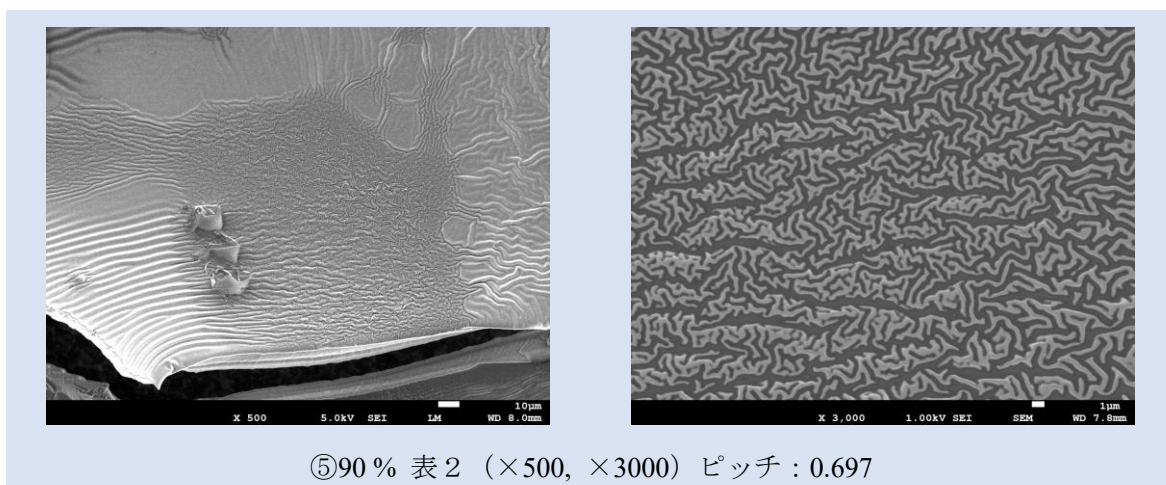 X 500 5.0kV SEI LM 10μm WD 8.0mm
X 3,000 1.00kV SEI SEM 1μm WD 7.8mm
⑤90 % 表2（×500, ×3000）ピッチ：0.697